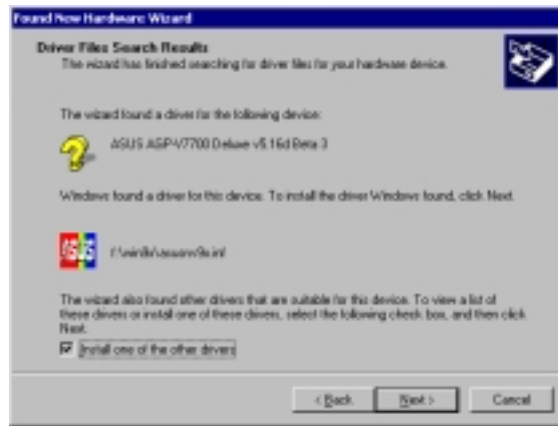 Found New Hardware Wizard
Driver Files Search Results
The wizard has finished searching for driver files for your hardware device.
The wizard found a driver for the following device:
ASUS AGP-V7700 Deluxe v5.16d Beta 3
Windows found a driver for this device. To install the driver Windows found, click Next.
ASUS
The wizard also found other drivers that are suitable for this device. To view a list of
these drivers or install one of these drivers, select the following check box, and then click
Next.
Install one of the other drivers
< Back
Next >
Cancel